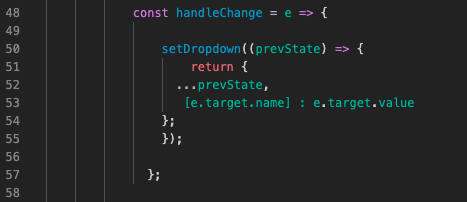 48 const handleChange = e => {
49
50 setDropdown((prevState) => {
51 return {
52 ...prevState,
53 [e.target.name] : e.target.value
54 };
55 });
56
57 };
58